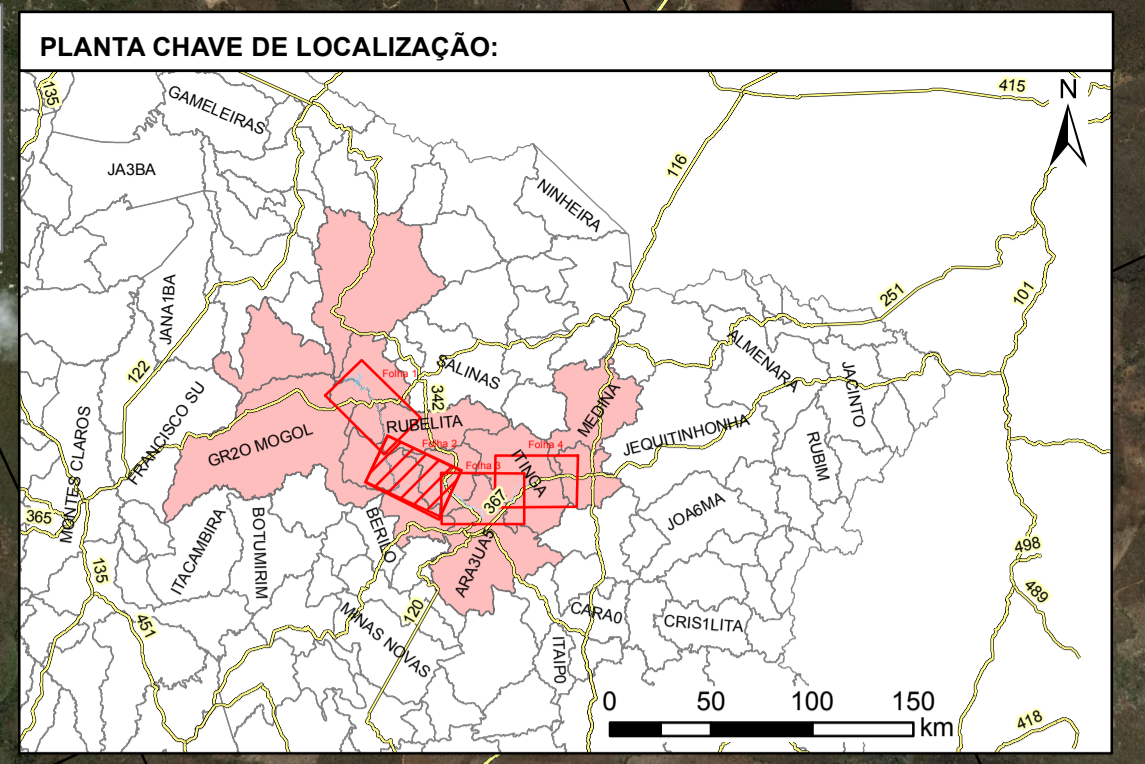 PLANTA CHAVE DE LOCALIZAÇÃO:
135
GAMELEIRAS
415
N
JA3BA
116
NINHEIRA
JANA1BA
251
101
122
ALMENARA
SALINAS
Folha 1
JACINTO
342
FRANCISCO SU
MEDINA
MONTES CLAROS
RUBELITA
GR2O MOGOL
Folha 2
Folha 4
JEQUITINHONHA
RUBIM
ITINGA
Folha 3
367
365
JOA6MA
BERILO
ITACAMBIRA
BOTUMIRIM
498
135
ARA3UA5
489
451
120
MINAS NOVAS
CARA0
CRIS1LITA
ITAIP0
0 50 100 150
km
418